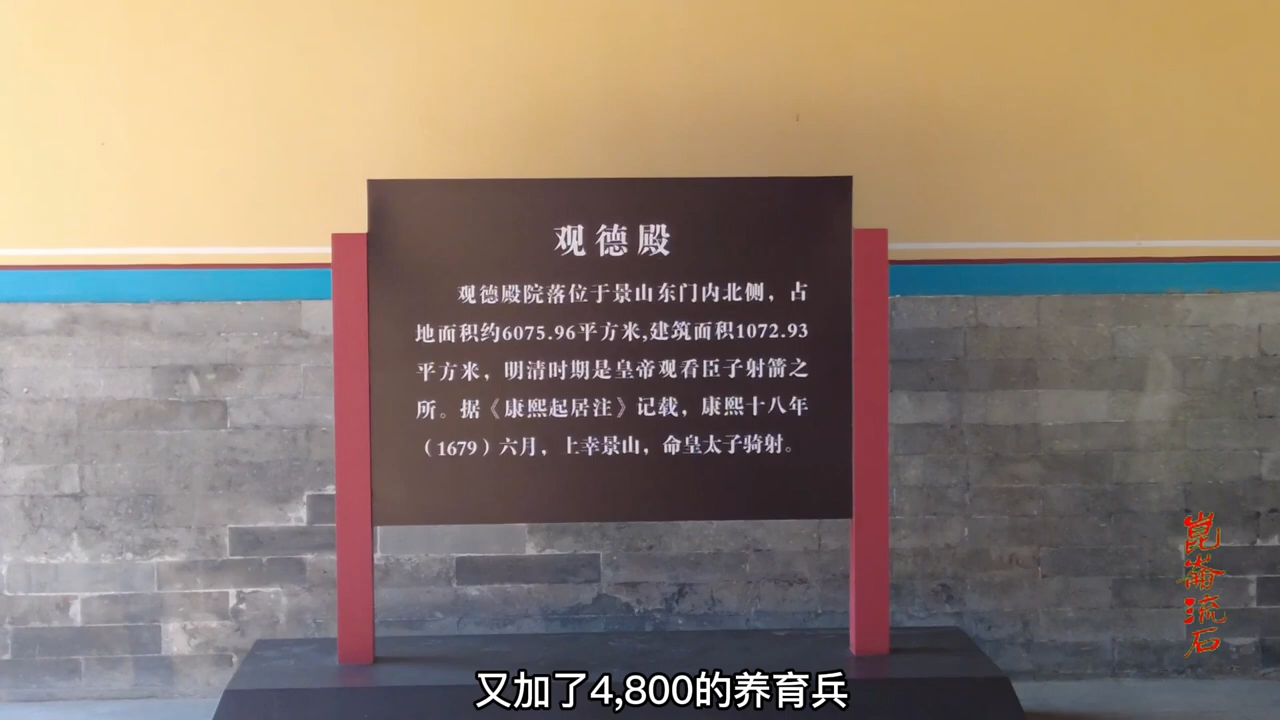 观德殿
观德殿院落位于景山东门内北侧，占
地面积约6075.96平方米,建筑面积1072.93
平方米，明清时期是皇帝观看臣子射箭之
所。据《康熙起居注》记载，康熙十八年
（1679）六月，上幸景山，命皇太子骑射。
崑崙流石
又加了4,800的养育兵